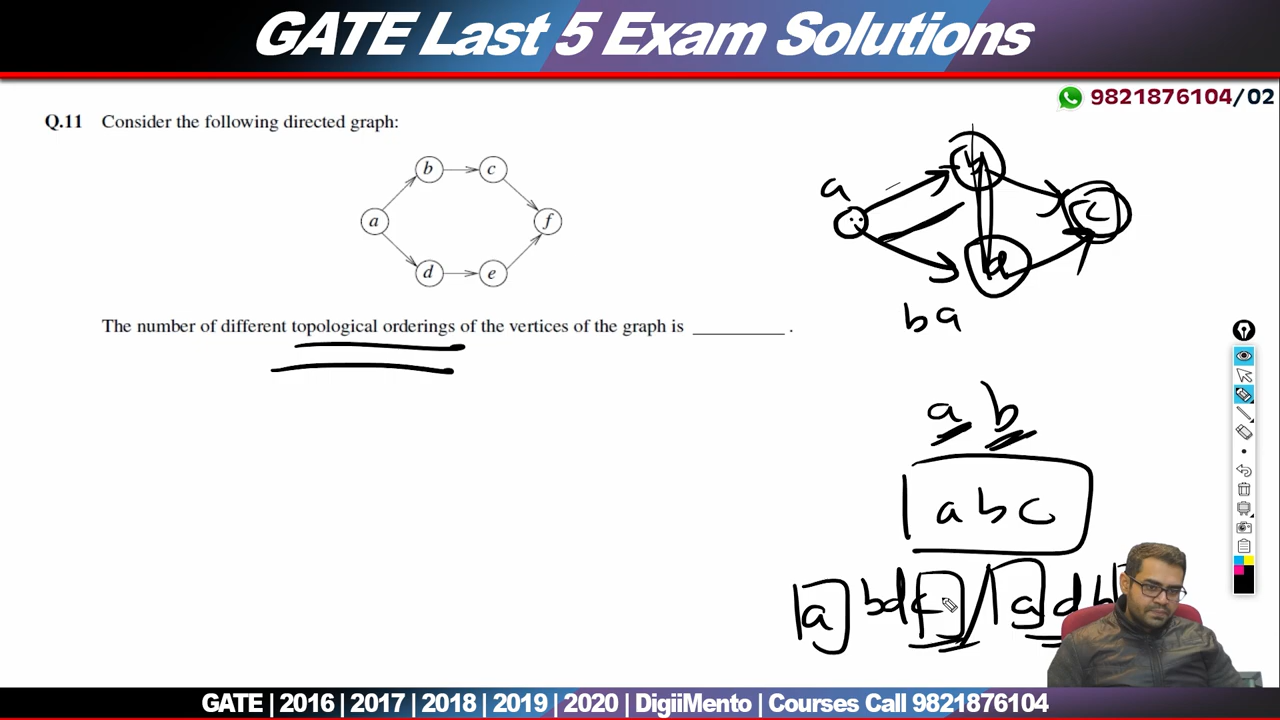 GATE Last 5 Exam Solutions
9821876104/02
Q.11 Consider the following directed graph:
b c
a f
d e
The number of different topological orderings of the vertices of the graph is __________ .
a
b
c
d
b a
a b
a b c
a b d c / a d b
GATE | 2016 | 2017 | 2018 | 2019 | 2020 | DigiiMento | Courses Call 9821876104